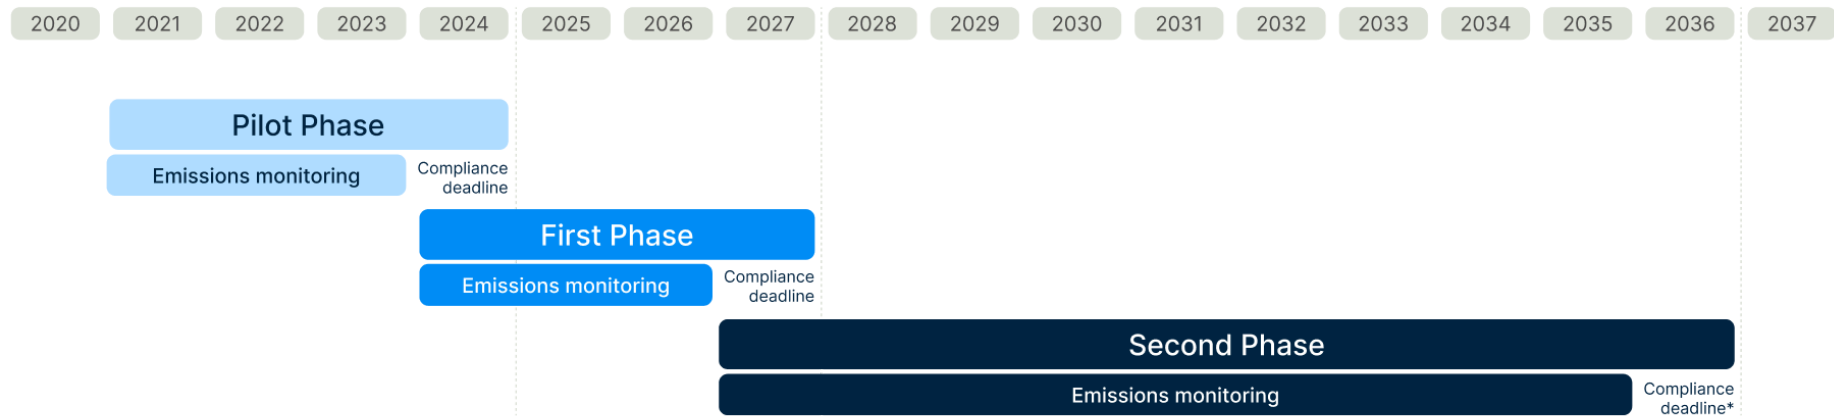 2020 2021 2022 2023 2024 2025 2026 2027 2028 2029 2030 2031 2032 2033 2034 2035 2036 2037
Pilot Phase
Emissions monitoring
Compliance
deadline
First Phase
Emissions monitoring
Compliance
deadline
Second Phase
Emissions monitoring
Compliance
deadline*